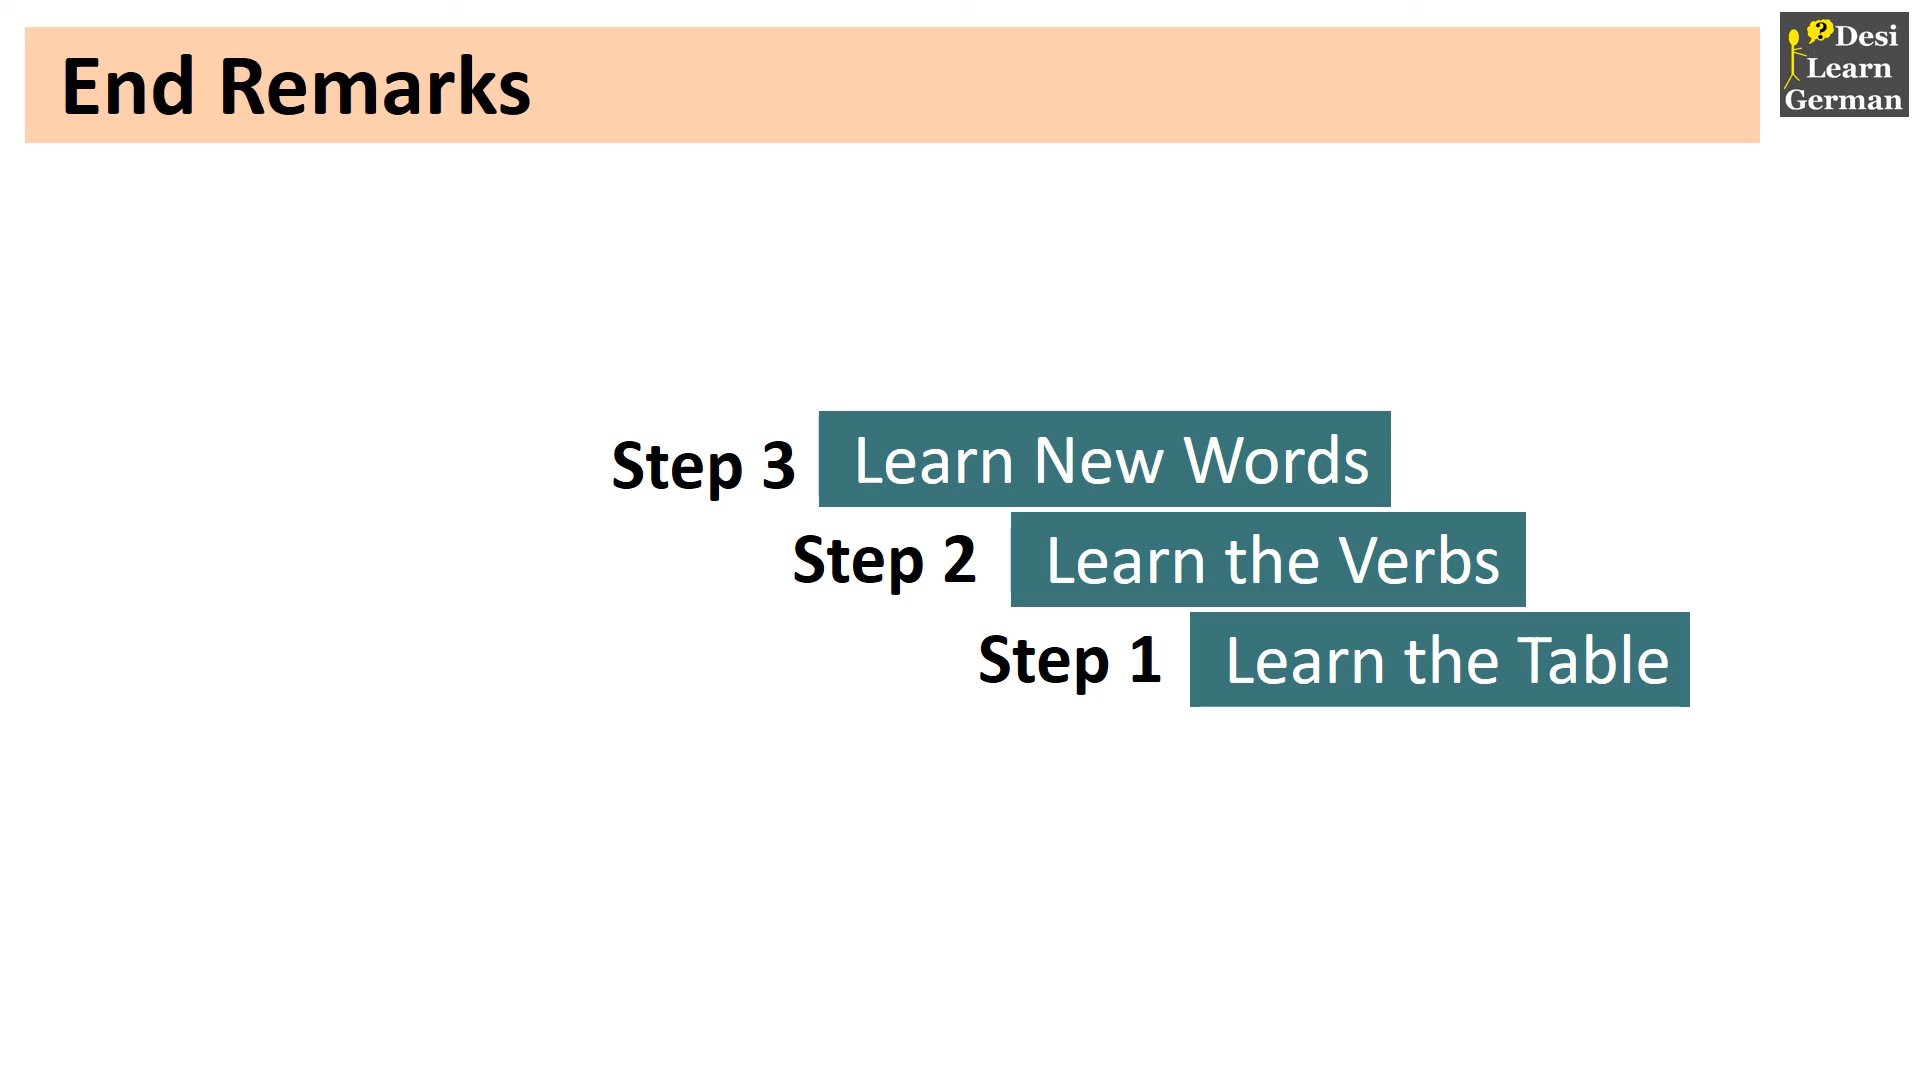 End Remarks
?
Desi
Learn
German
Step 3 Learn New Words
Step 2 Learn the Verbs
Step 1 Learn the Table